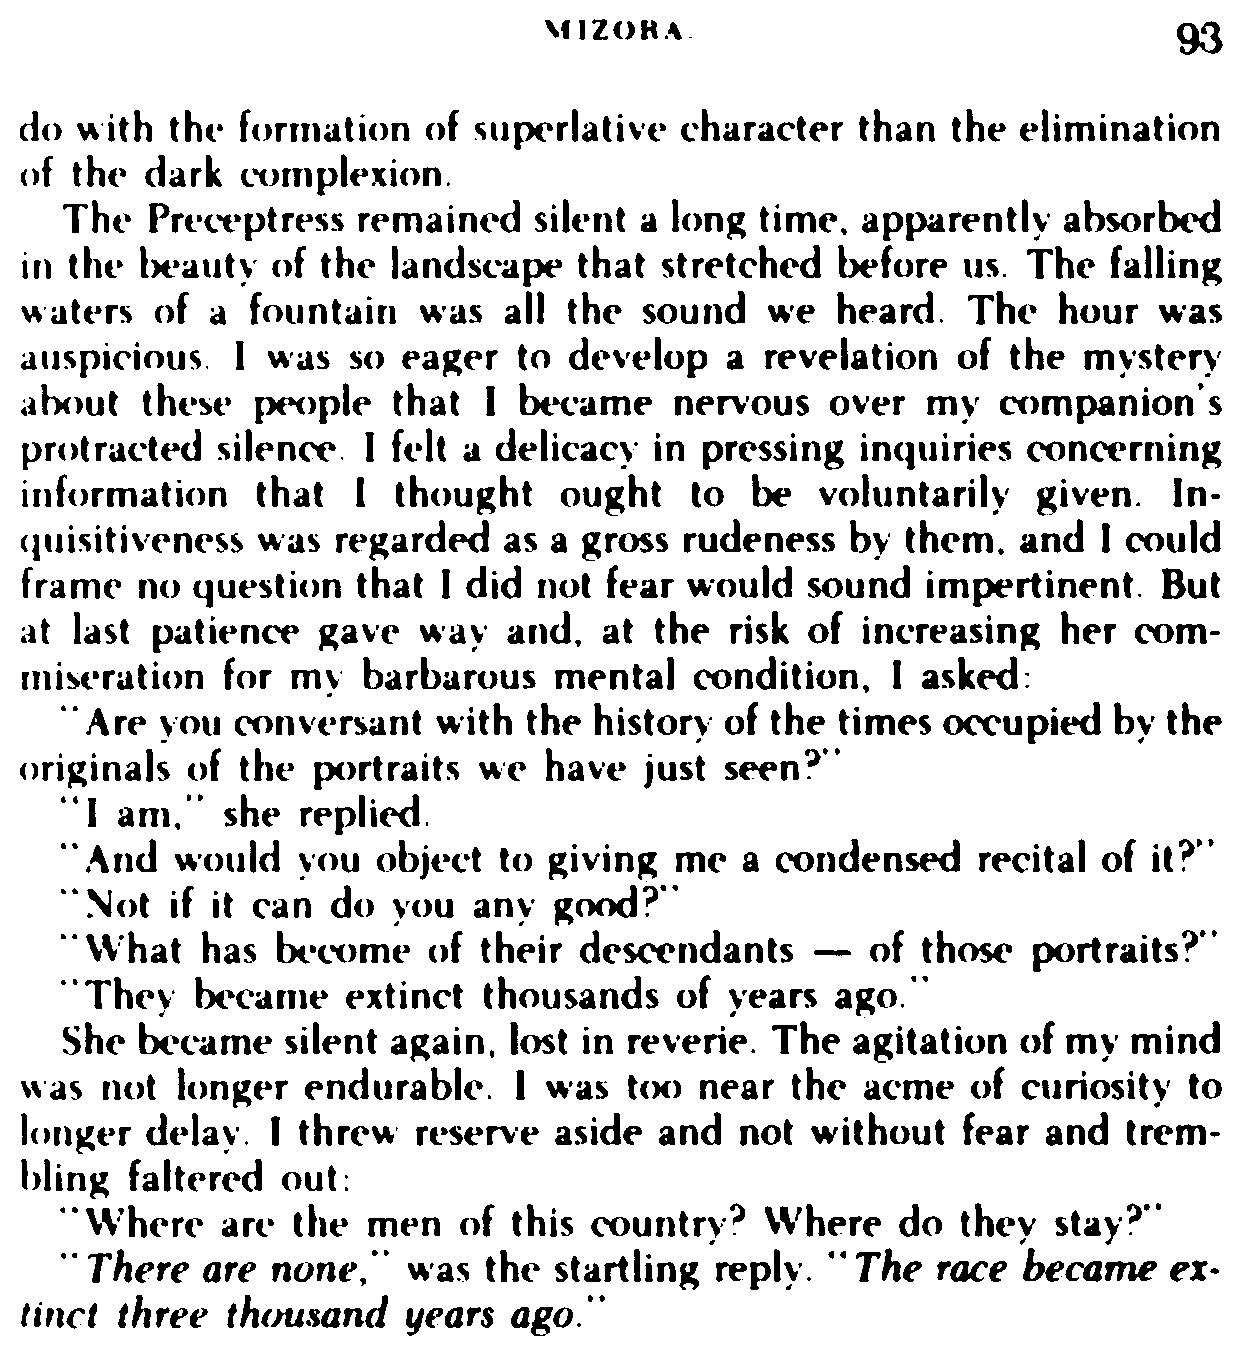 MIZORA. 93
do with the formation of superlative character than the elimination
of the dark complexion.
The Preceptress remained silent a long time, apparently absorbed
in the beauty of the landscape that stretched before us. The falling
waters of a fountain was all the sound we heard. The hour was
auspicious. I was so eager to develop a revelation of the mystery
about these people that I became nervous over my companion's
protracted silence. I felt a delicacy in pressing inquiries concerning
information that I thought ought to be voluntarily given. In-
quisitiveness was regarded as a gross rudeness by them, and I could
frame no question that I did not fear would sound impertinent. But
at last patience gave way and, at the risk of increasing her com-
miseration for my barbarous mental condition, I asked:
"Are you conversant with the history of the times occupied by the
originals of the portraits we have just seen?"
"I am," she replied.
"And would you object to giving me a condensed recital of it?"
"Not if it can do you any good?"
"What has become of their descendants — of those portraits?"
"They became extinct thousands of years ago."
She became silent again, lost in reverie. The agitation of my mind
was not longer endurable. I was too near the acme of curiosity to
longer delay. I threw reserve aside and not without fear and trem-
bling faltered out:
"Where are the men of this country? Where do they stay?"
"There are none," was the startling reply. "The race became ex-
tinct three thousand years ago."